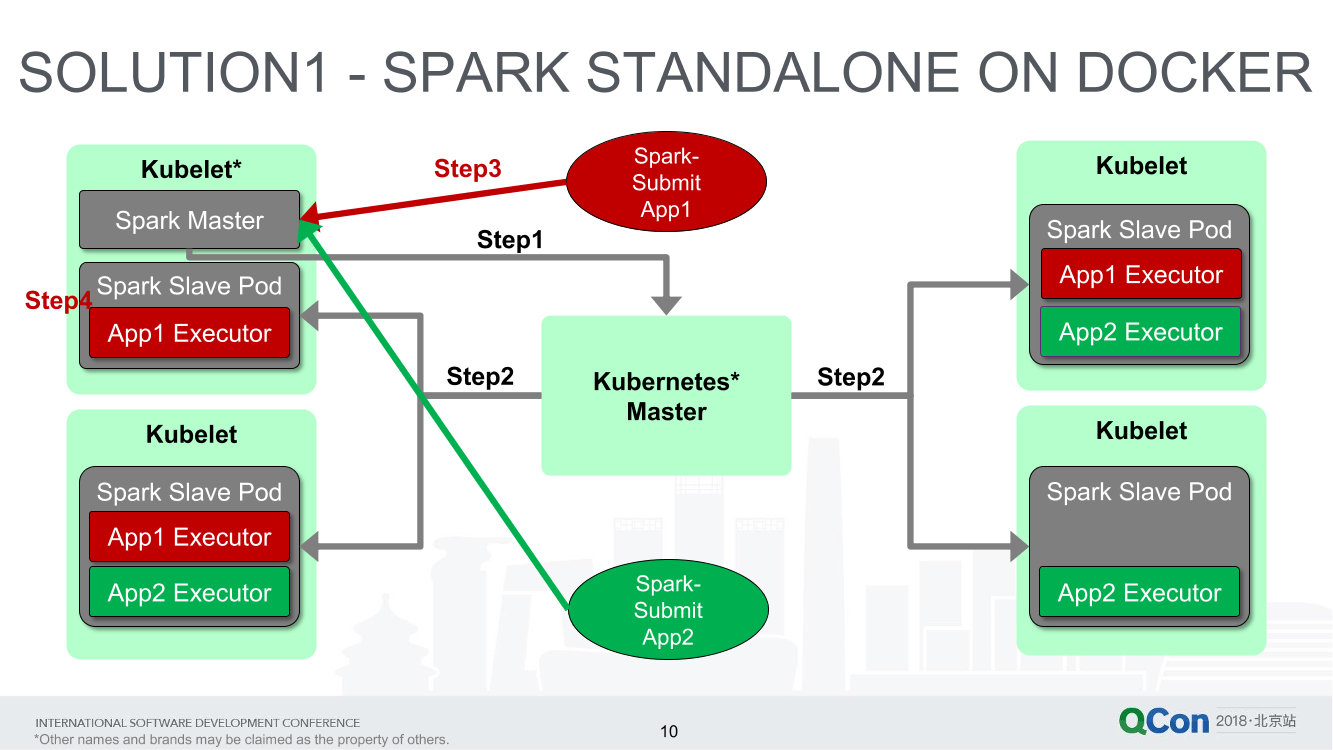 SOLUTION1 - SPARK STANDALONE ON DOCKER
Kubelet*
Spark Master
Spark Slave Pod
Step4
App1 Executor
Kubelet
Spark Slave Pod
App1 Executor
App2 Executor
Step3
Spark-
Submit
App1
Step1
Step2
Kubernetes*
Master
Step2
Spark-
Submit
App2
Kubelet
Spark Slave Pod
App1 Executor
App2 Executor
Kubelet
Spark Slave Pod
App2 Executor
INTERNATIONAL SOFTWARE DEVELOPMENT CONFERENCE
*Other names and brands may be claimed as the property of others.
10
QCon 2018·北京站